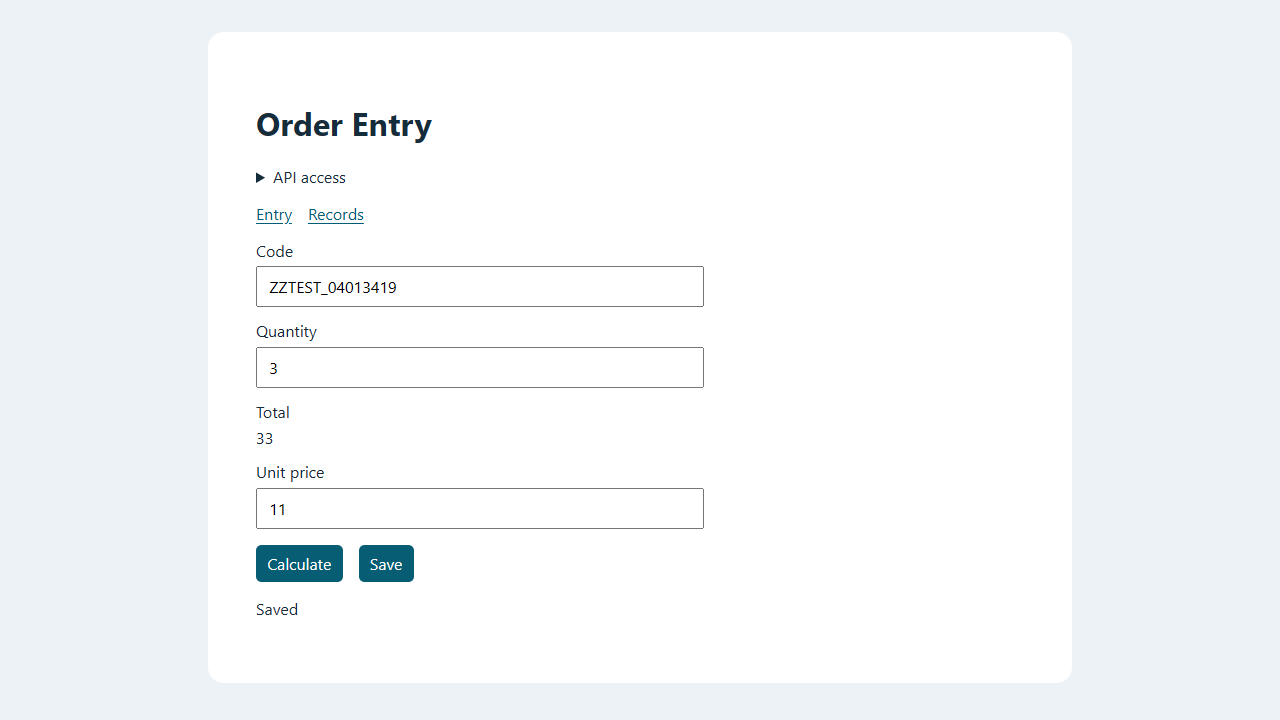 Order Entry
API access
Entry Records
Code
ZZTEST_04013419
Quantity
3
Total
33
Unit price
11
Calculate Save
Saved